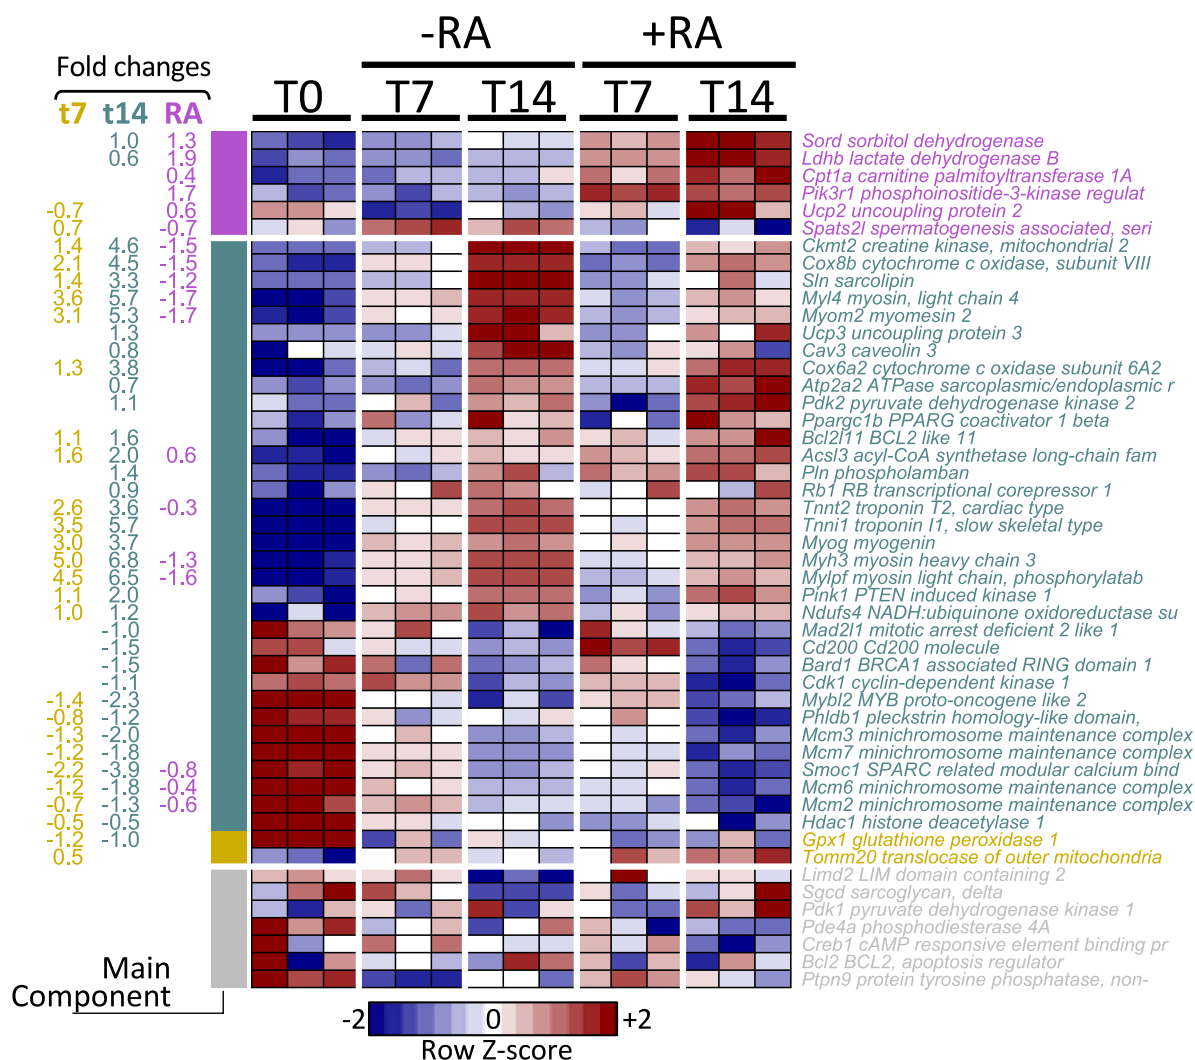 -RA +RA
Fold changes
t7 t14 RA T0 T7 T14 T7 T14
1.0 1.3 Sord sorbitol dehydrogenase
0.6 1.9 Ldhb lactate dehydrogenase B
0.4 Cpt1a carnitine palmitoyltransferase 1A
1.7 Pik3r1 phosphoinositide-3-kinase regulat
-0.7 0.6 Ucp2 uncoupling protein 2
0.7 -0.7 Spats2l spermatogenesis associated, seri
1.4 4.6 -1.5 Ckmt2 creatine kinase, mitochondrial 2
2.1 4.5 -1.5 Cox8b cytochrome c oxidase, subunit VIII
1.4 3.3 -1.2 Sln sarcolipin
3.6 5.7 -1.7 Myl4 myosin, light chain 4
3.1 5.3 -1.7 Myom2 myomesin 2
1.3 Ucp3 uncoupling protein 3
0.8 Cav3 caveolin 3
1.3 3.8 Cox6a2 cytochrome c oxidase subunit 6A2
0.7 Atp2a2 ATPase sarcoplasmic/endoplasmic r
1.1 Pdk2 pyruvate dehydrogenase kinase 2
Ppargc1b PPARG coactivator 1 beta
1.1 1.6 Bcl2l11 BCL2 like 11
1.6 2.0 0.6 Acsl3 acyl-CoA synthetase long-chain fam
1.4 Pln phospholamban
0.9 Rb1 RB transcriptional corepressor 1
2.6 3.6 -0.3 Tnnt2 troponin T2, cardiac type
3.5 5.7 Tnni1 troponin I1, slow skeletal type
3.0 3.7 Myog myogenin
5.0 6.8 -1.3 Myh3 myosin heavy chain 3
4.5 6.5 -1.6 Mylpf myosin light chain, phosphorylatab
1.1 2.0 Pink1 PTEN induced kinase 1
1.0 1.2 Ndufs4 NADH:ubiquinone oxidoreductase su
-1.0 Mad2l1 mitotic arrest deficient 2 like 1
-1.5 Cd200 Cd200 molecule
-1.5 Bard1 BRCA1 associated RING domain 1
-1.1 Cdk1 cyclin-dependent kinase 1
-1.4 -2.3 Mybl2 MYB proto-oncogene like 2
-0.8 -1.2 Phldb1 pleckstrin homology-like domain,
-1.3 -2.0 Mcm3 minichromosome maintenance complex
-1.2 -1.8 Mcm7 minichromosome maintenance complex
-2.2 -3.9 -0.8 Smoc1 SPARC related modular calcium bind
-1.8 -1.8 -0.4 Mcm6 minichromosome maintenance complex
-0.7 -1.3 -0.6 Mcm2 minichromosome maintenance complex
-0.5 -0.5 Hdac1 histone deacetylase 1
-1.2 -1.0 Gpx1 glutathione peroxidase 1
0.5 Tomm20 translocase of outer mitochondria
Limd2 LIM domain containing 2
Sgcd sarcoglycan, delta
Pdk1 pyruvate dehydrogenase kinase 1
Pde4a phosphodiesterase 4A
Creb1 cAMP responsive element binding pr
Bcl2 BCL2, apoptosis regulator
Ptpn9 protein tyrosine phosphatase, non-
Main
Component
-2 0 +2
Row Z-score